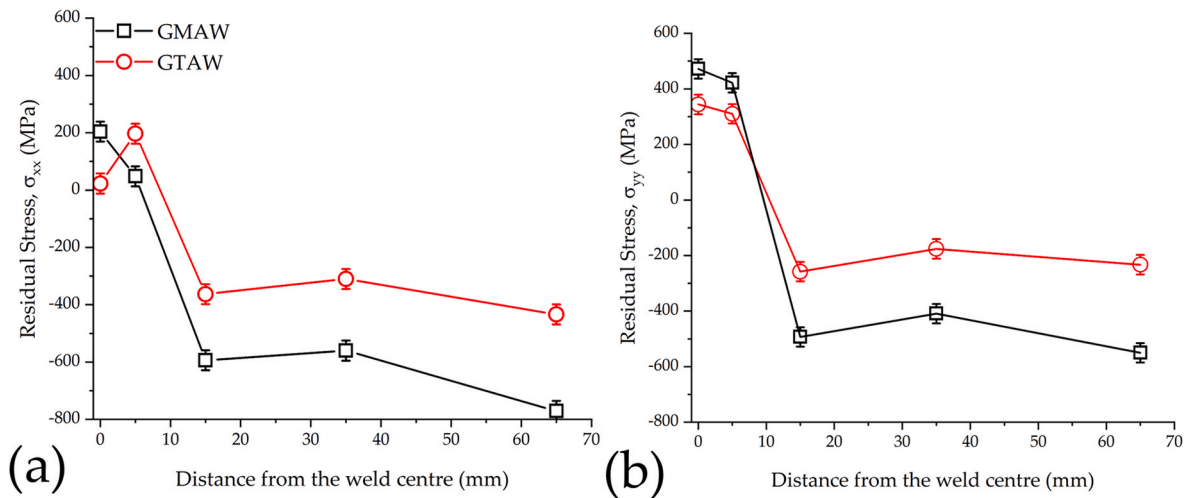 600
400
200
0
-200
-400
-600
-800
Residual Stress, σxx (MPa)
GMAW
GTAW
0 10 20 30 40 50 60 70
Distance from the weld centre (mm)
(a)
600
400
200
0
-200
-400
-600
-800
Residual Stress, σyy (MPa)
0 10 20 30 40 50 60 70
Distance from the weld centre (mm)
(b)